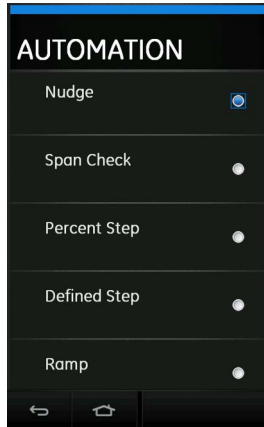 AUTOMATION
Nudge
Span Check
Percent Step
Defined Step
Ramp